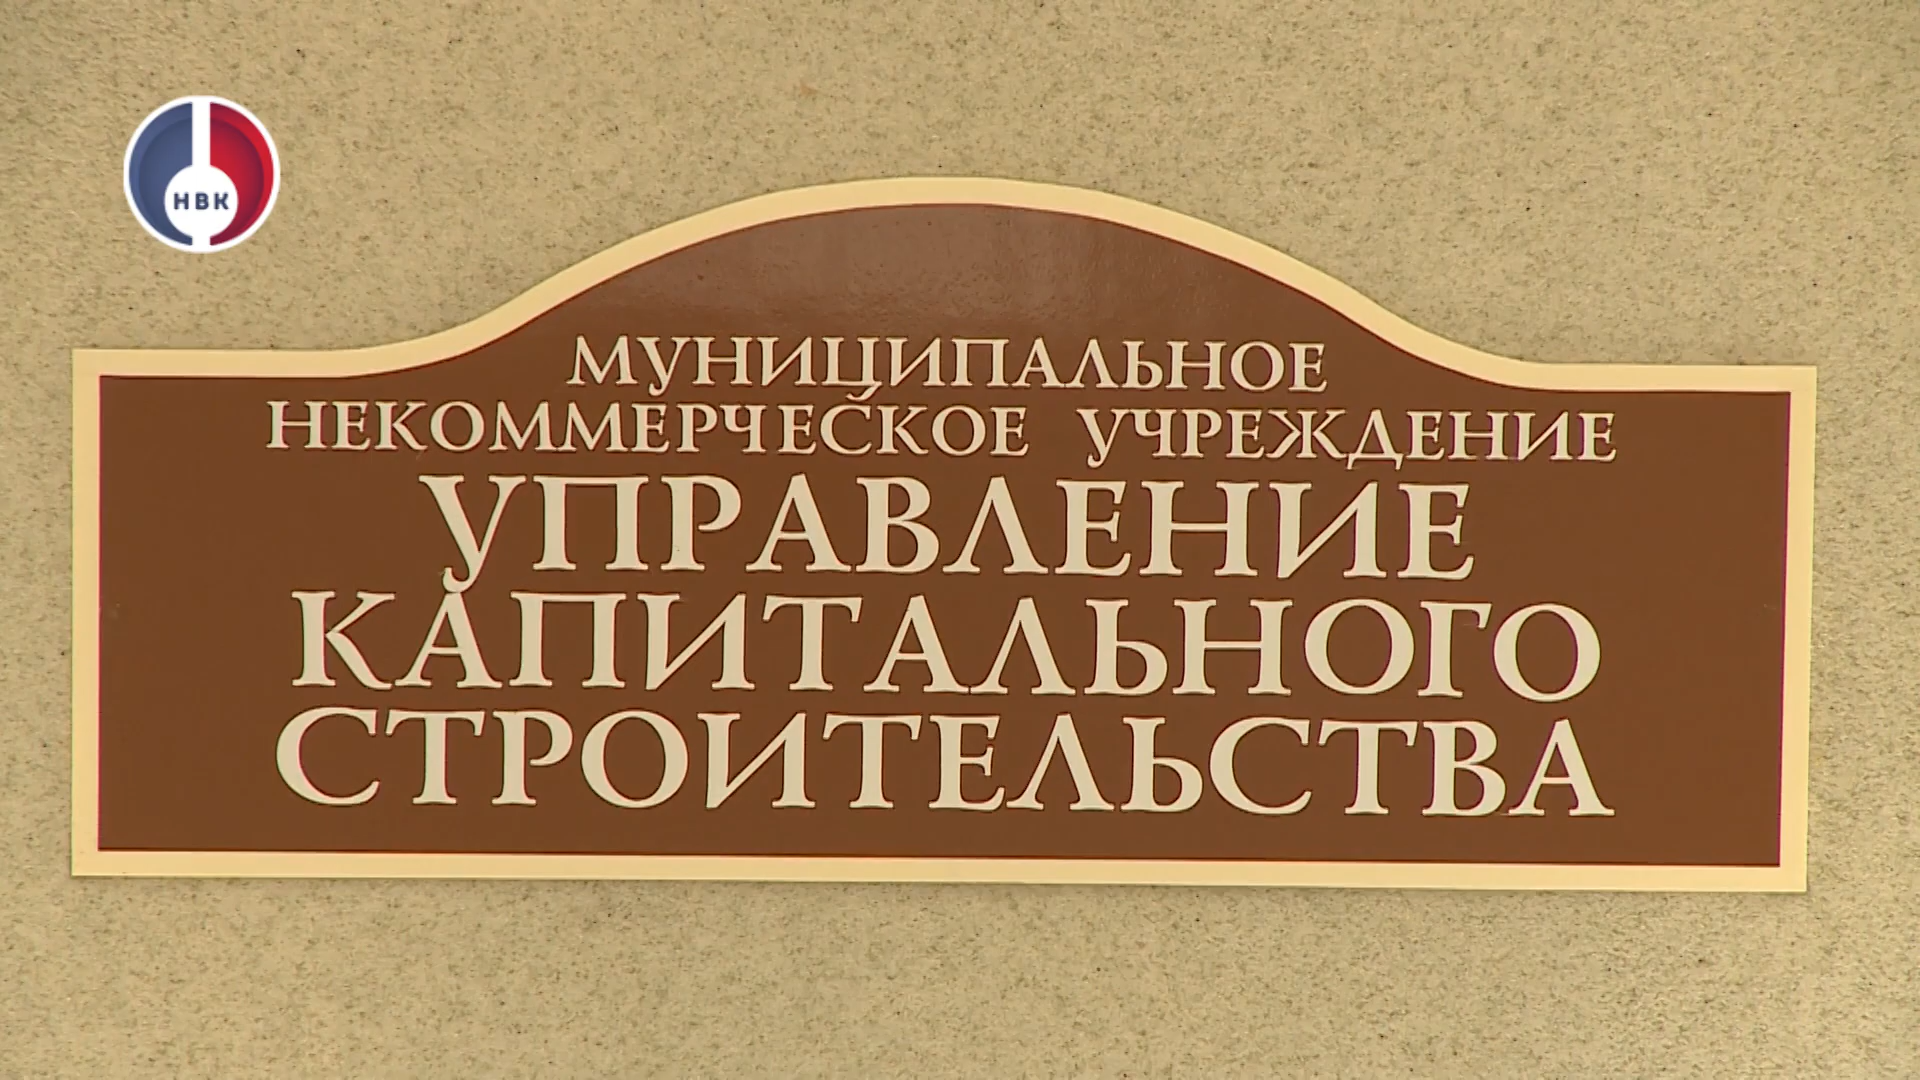 НВК
МУНИЦИПАЛЬНОЕ
НЕКОММЕРЧЕСКОЕ УЧРЕЖДЕНИЕ
УПРАВЛЕНИЕ
КАПИТАЛЬНОГО
СТРОИТЕЛЬСТВА